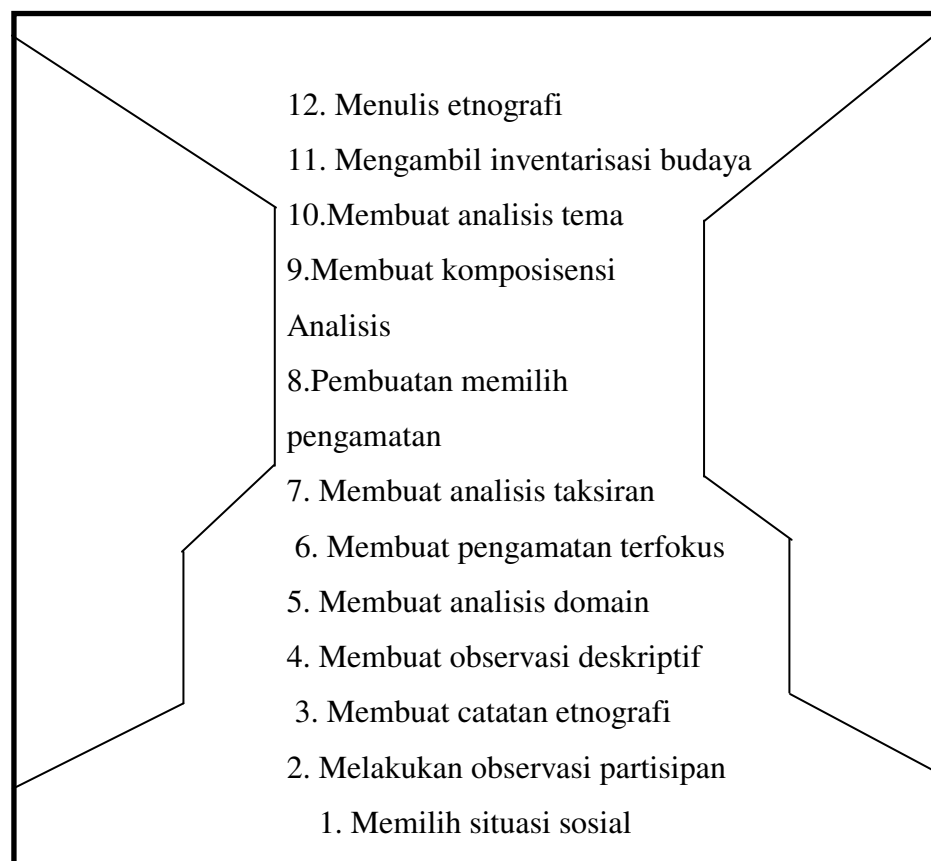 12. Menulis etnografi
11. Mengambil inventarisasi budaya
10.Membuat analisis tema
9.Membuat komposisensi
Analisis
8.Pembuatan memilih
pengamatan
7. Membuat analisis taksiran
6. Membuat pengamatan terfokus
5. Membuat analisis domain
4. Membuat observasi deskriptif
3. Membuat catatan etnografi
2. Melakukan observasi partisipan
1. Memilih situasi sosial